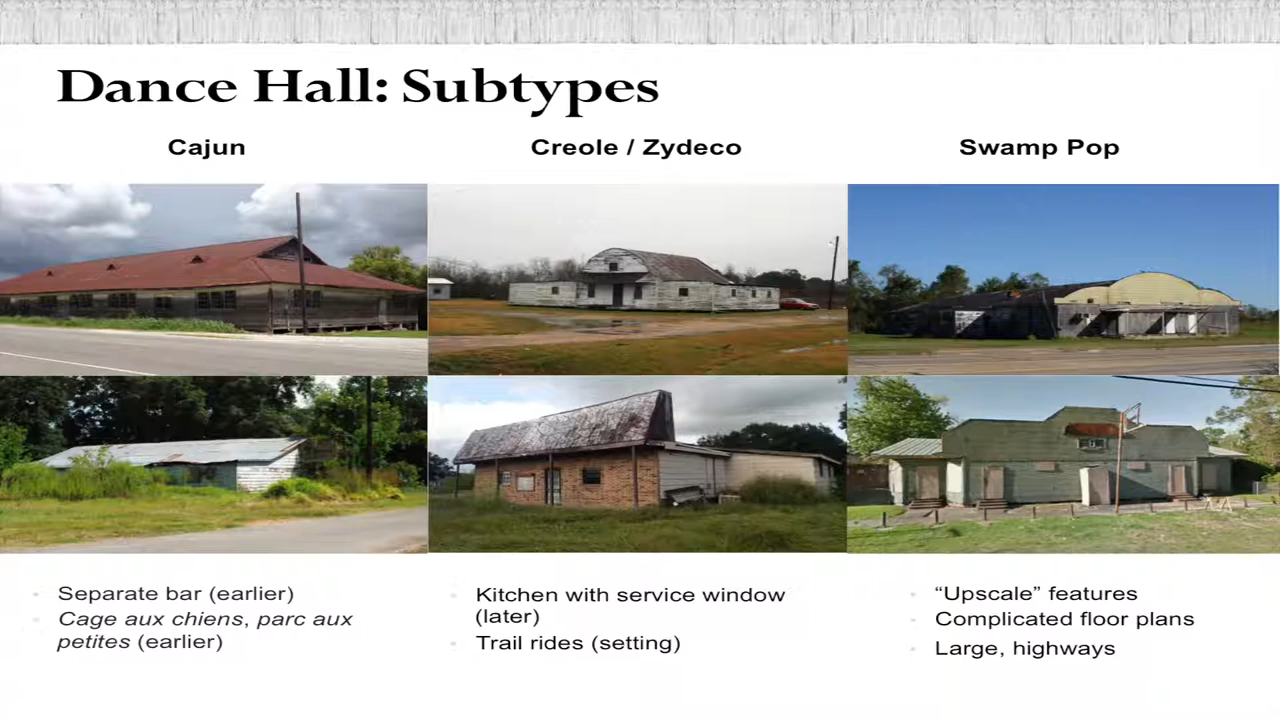 Dance Hall: Subtypes
Cajun
Creole / Zydeco
Swamp Pop
Separate bar (earlier)
Cage aux chiens, parc aux
petites (earlier)
Kitchen with service window
(later)
Trail rides (setting)
“Upscale” features
Complicated floor plans
Large, highways